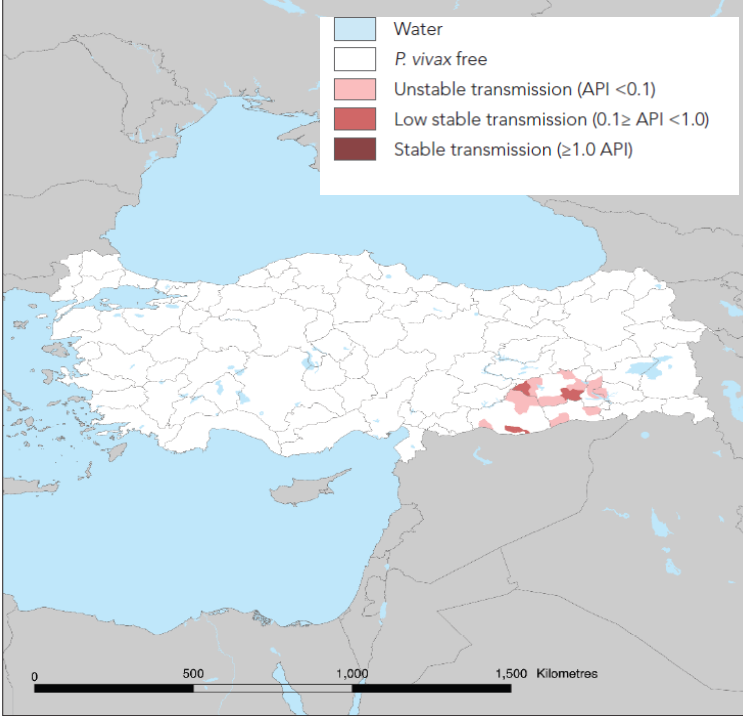 Water
P. vivax free
Unstable transmission (API <0.1)
Low stable transmission (0.1≥ API <1.0)
Stable transmission (≥1.0 API)
0 500 1,000 1,500 Kilometres